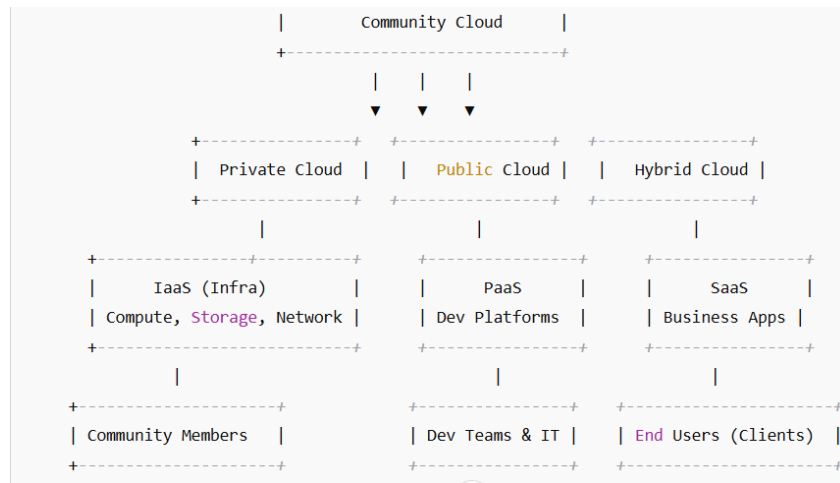 Community Cloud
Private Cloud Public Cloud Hybrid Cloud
IaaS (Infra) PaaS SaaS
Compute, Storage, Network Dev Platforms Business Apps
Community Members Dev Teams & IT End Users (Clients)